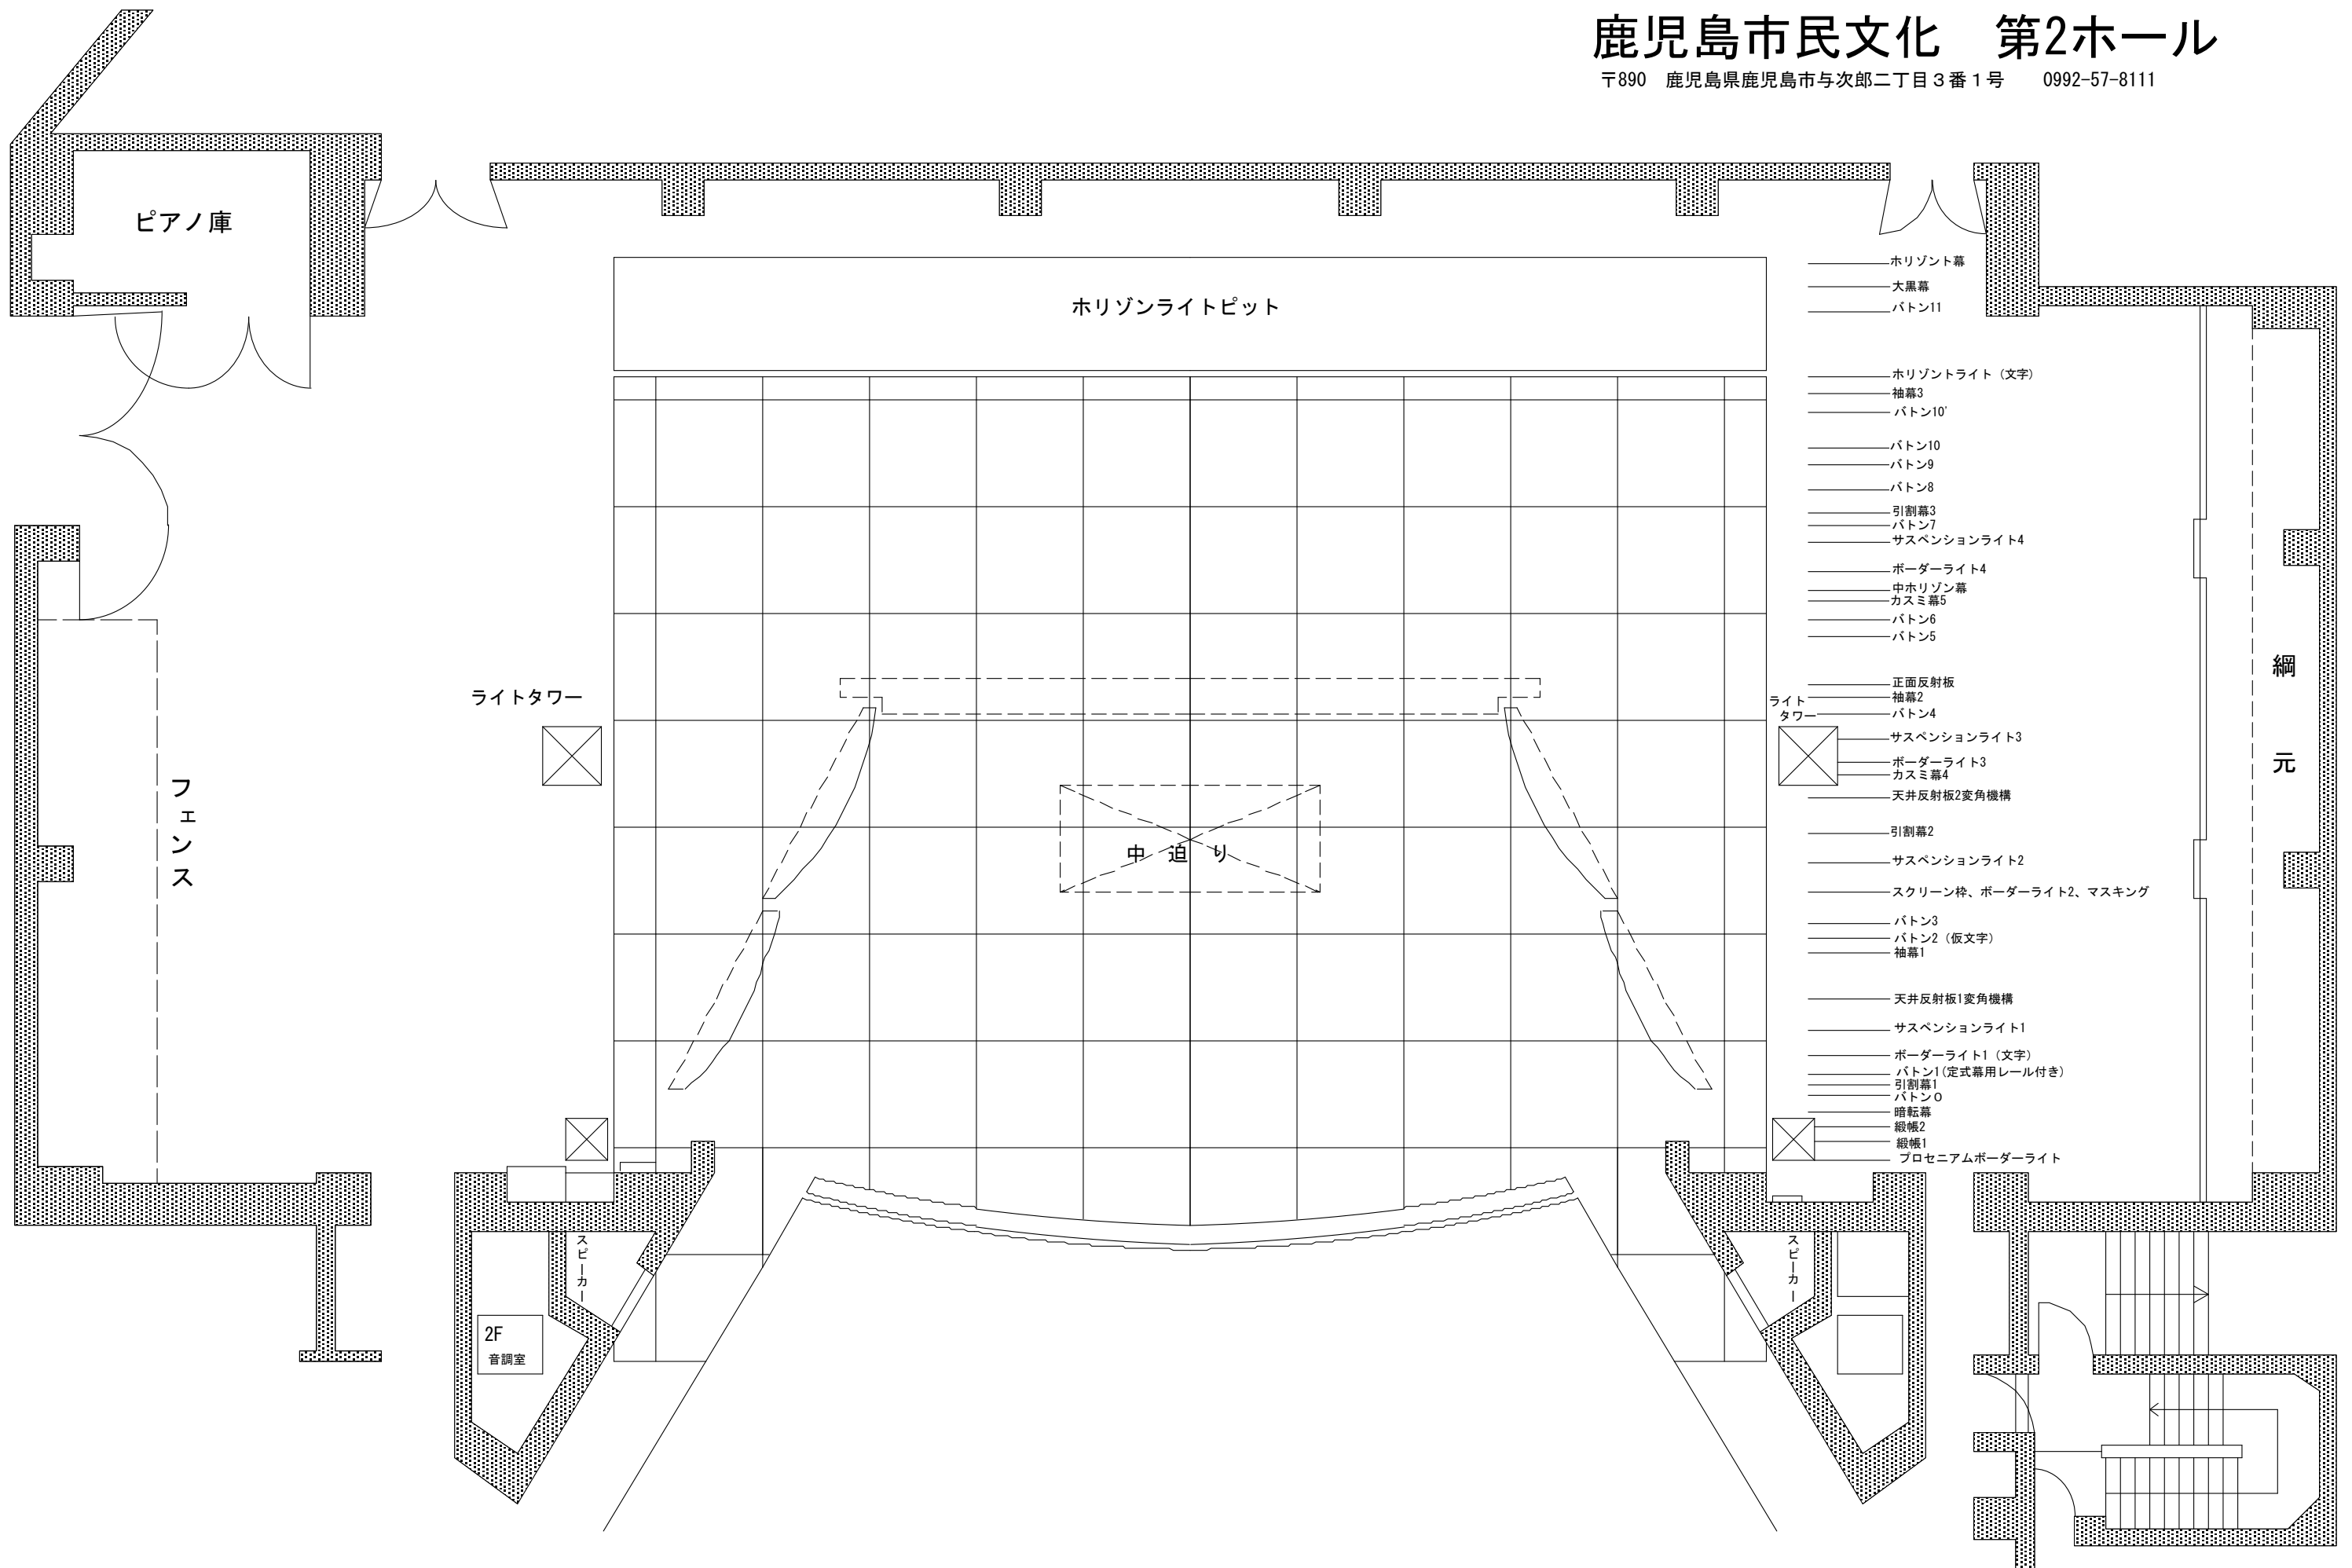 鹿児島市民文化　第2ホール
〒890　鹿児島県鹿児島市与次郎二丁目３番１号　　0992-57-8111
ピアノ庫
ホリゾンライトピット
ホリゾント幕
大黒幕
バトン11
ホリゾントライト（文字）
袖幕3
バトン10'
バトン10
バトン9
バトン8
引割幕3
バトン7
サスペンションライト4
ボーダーライト4
中ホリゾン幕
カスミ幕5
バトン6
バトン5
正面反射板
袖幕2
バトン4
サスペンションライト3
ボーダーライト3
カスミ幕4
天井反射板2変角機構
引割幕2
サスペンションライト2
スクリーン枠、ボーダーライト2、マスキング
バトン3
バトン2（仮文字）
袖幕1
天井反射板1変角機構
サスペンションライト1
ボーダーライト1（文字）
バトン1(定式幕用レール付き)
引割幕1
バトンＯ
暗転幕
緞帳2
緞帳1
プロセニアムボーダーライト
綱元
ライトタワー
ライト
タワー
フェンス
中　迫　り
スピーカー
スピーカー
2F
音調室